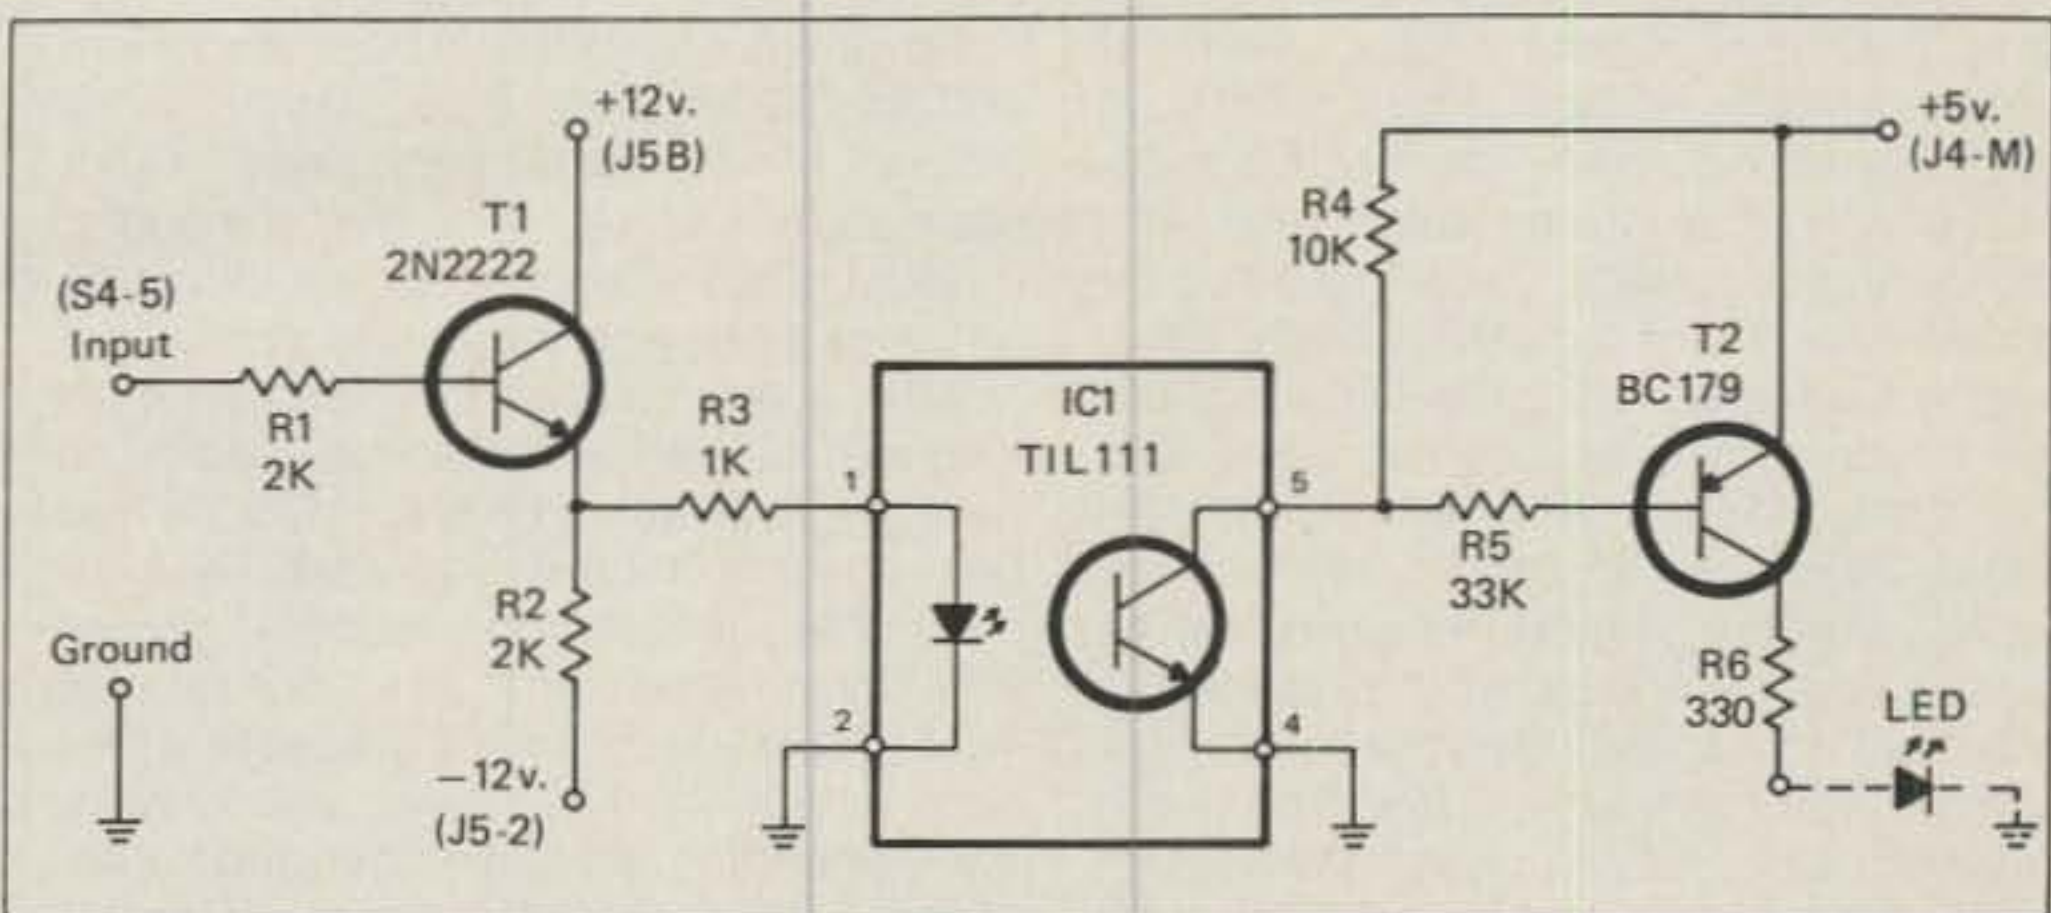 +12v.
(J5B)
T1
2N2222
(S4-5)
Input
R1
2K
R2
2K
Ground
−12v.
(J5-2)
R3
1K
1
2
IC1
TIL111
5
4
R4
10K
+5v.
(J4-M)
T2
BC179
R5
33K
R6
330
LED